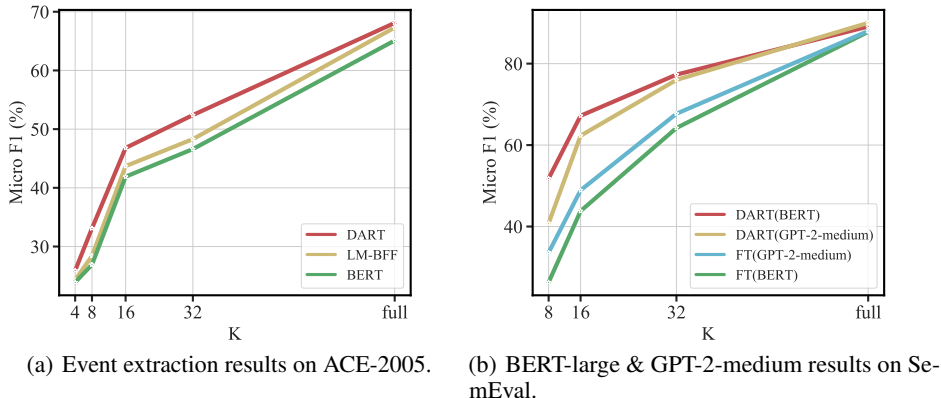 70
60
50
40
30
Micro F1 (%)
4 8 16 32 full
K
DART
LM-BFF
BERT
(a) Event extraction results on ACE-2005.
80
60
40
Micro F1 (%)
8 16 32 full
K
DART(BERT)
DART(GPT-2-medium)
FT(GPT-2-medium)
FT(BERT)
(b) BERT-large & GPT-2-medium results on Se-
mEval.